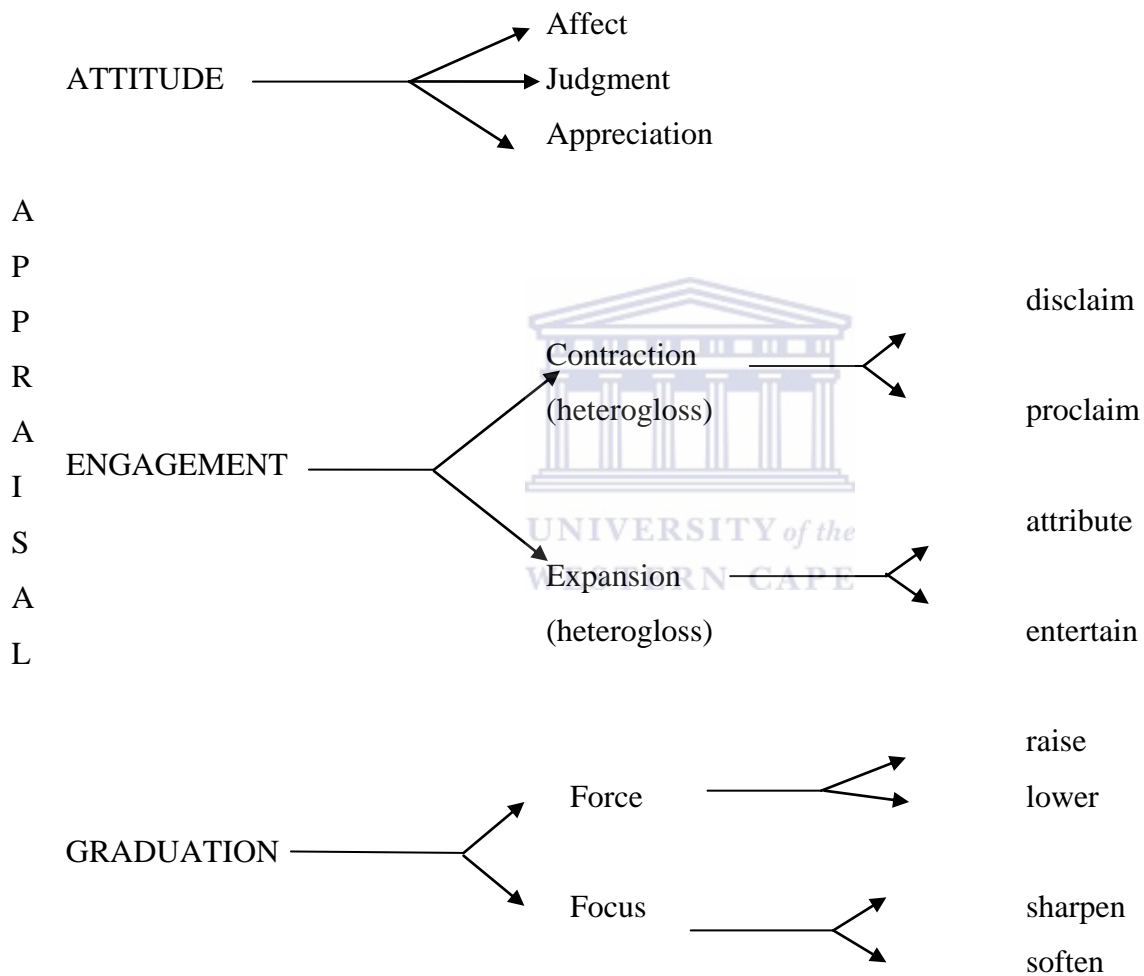 Affect
ATTITUDE Judgment
Appreciation
A
P
P
R
A
I
S
A
L
disclaim
Contraction
(heterogloss) proclaim
ENGAGEMENT
attribute
Expansion
(heterogloss) entertain
UNIVERSITY of the
WESTERN CAPE
raise
Force lower
GRADUATION
Focus sharpen
soften